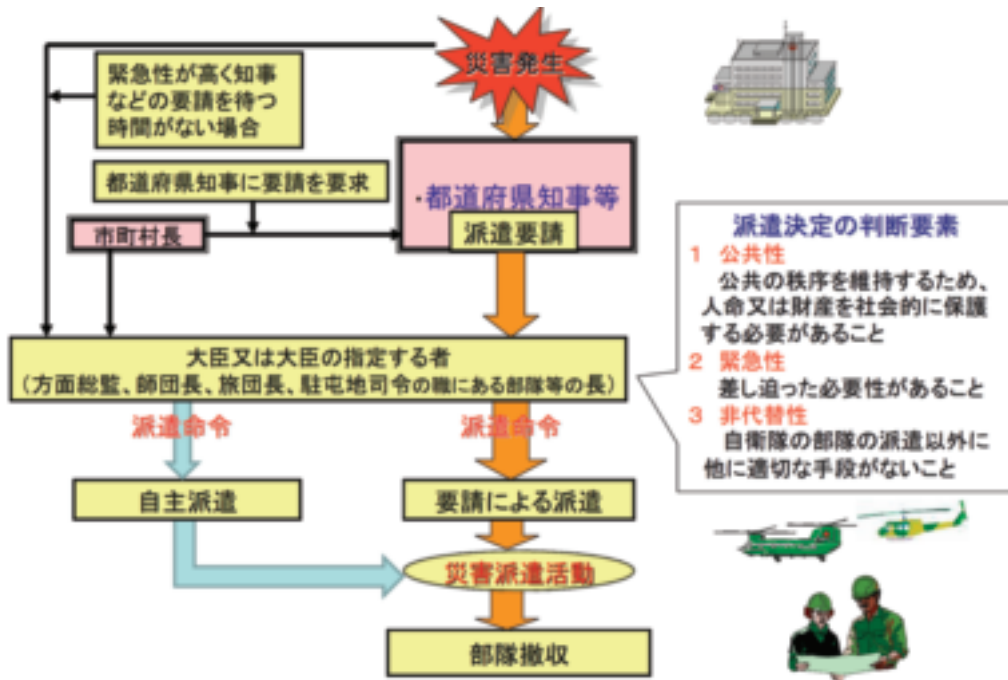 災害発生
緊急性が高く知事
などの要請を待つ
時間がない場合
都道府県知事に要請を要求
・都道府県知事等
市町村長
派遣要請
派遣決定の判断要素
1 公共性
公共の秩序を維持するため、
人命又は財産を社会的に保護
する必要があること
2 緊急性
差し迫った必要性があること
3 非代替性
自衛隊の部隊の派遣以外に
他に適切な手段がないこと
大臣又は大臣の指定する者
(方面総監、師団長、旅団長、駐屯地司令の職にある部隊等の長)
派遣命令
派遣命令
自主派遣
要請による派遣
災害派遣活動
部隊撤収